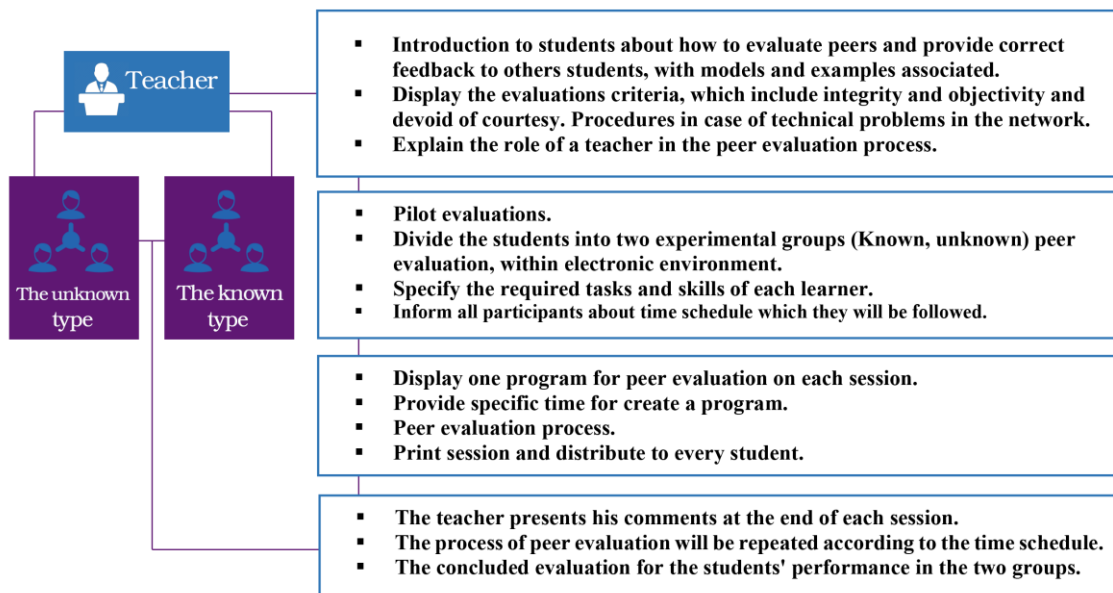 Teacher
The unknown
type
The known
type
▪ Introduction to students about how to evaluate peers and provide correct
feedback to others students, with models and examples associated.
▪ Display the evaluations criteria, which include integrity and objectivity and
devoid of courtesy. Procedures in case of technical problems in the network.
▪ Explain the role of a teacher in the peer evaluation process.
▪ Pilot evaluations.
▪ Divide the students into two experimental groups (Known, unknown) peer
evaluation, within electronic environment.
▪ Specify the required tasks and skills of each learner.
▪ Inform all participants about time schedule which they will be followed.
▪ Display one program for peer evaluation on each session.
▪ Provide specific time for create a program.
▪ Peer evaluation process.
▪ Print session and distribute to every student.
▪ The teacher presents his comments at the end of each session.
▪ The process of peer evaluation will be repeated according to the time schedule.
▪ The concluded evaluation for the students' performance in the two groups.